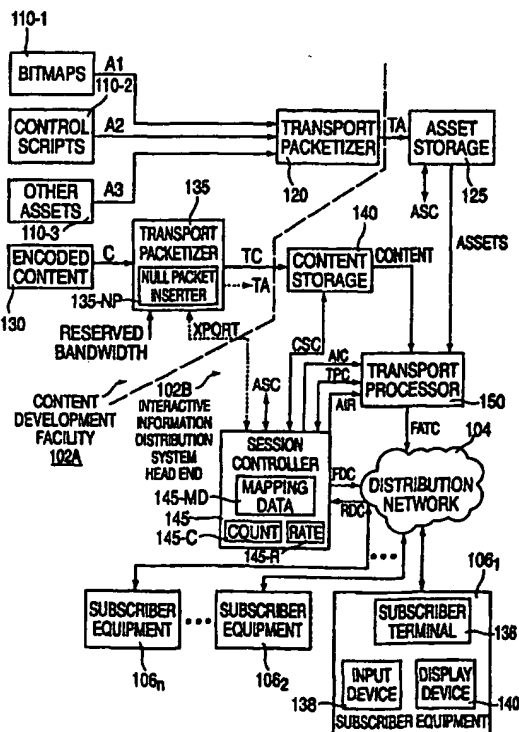 110-1
BITMAPS
A1
110-2
CONTROL
SCRIPTS
A2
OTHER
ASSETS
A3
110-3
TRANSPORT
PACKETIZER
120
TA
ASSET
STORAGE
125
ASC
ASSETS
ENCODED
CONTENT
130
C
135
TRANSPORT
PACKETIZER
NULL PACKET
INSERTER
135-NP
TC
TA
140
CONTENT
STORAGE
CONTENT
RESERVED
BANDWIDTH
XPORT
CSC
AIC
TPC
AIR
TRANSPORT
PROCESSOR
150
FATC
CONTENT
DEVELOPMENT
FACILITY
102A
102B
INTERACTIVE
INFORMATION
DISTRIBUTION
SYSTEM
HEAD END
ASC
SESSION
CONTROLLER
MAPPING
DATA
145-MD
145
COUNT
RATE
145-C
145-R
FDC
RDC
104
DISTRIBUTION
NETWORK
SUBSCRIBER
EQUIPMENT
106n
SUBSCRIBER
EQUIPMENT
1062
1061
SUBSCRIBER
TERMINAL
136
INPUT
DEVICE
138
DISPLAY
DEVICE
140
SUBSCRIBER EQUIPMENT